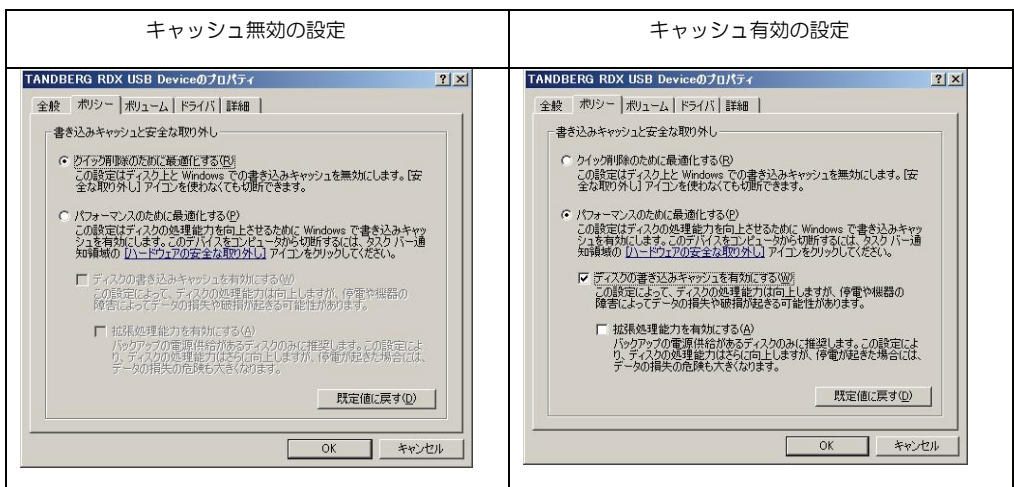 キャッシュ無効の設定
キャッシュ有効の設定
TANDBERG RDX USB Deviceのプロパティ
全般 ポリシー ボリューム ドライバ 詳細
書き込みキャッシュと安全な取り外し
クイック削除のために最適化する(R)
この設定はディスク上と Windows での書き込みキャッシュを無効にします。[安
全な取り外し] アイコンを使わなくても切断できます。
パフォーマンスのために最適化する(P)
この設定はディスクの処理能力を向上させるために Windows で書き込みキャッ
シュを有効にします。このデバイスをコンピュータから切断するには、タスク バー通
知領域の [ハードウェアの安全な取り外し] アイコンをクリックしてください。
ディスクの書き込みキャッシュを有効にする(W)
この設定によって、ディスクの処理能力は向上しますが、停電や機器の
障害によってデータの損失や破損が起きる可能性があります。
拡張処理能力を有効にする(A)
バックアップの電源供給があるディスクのみに推奨します。この設定によ
り、ディスクの処理能力はさらに向上しますが、停電が起きた場合には、
データの損失の危険も大きくなります。
既定値に戻す(D)
OK キャンセル
TANDBERG RDX USB Deviceのプロパティ
全般 ポリシー ボリューム ドライバ 詳細
書き込みキャッシュと安全な取り外し
クイック削除のために最適化する(R)
この設定はディスク上と Windows での書き込みキャッシュを無効にします。[安
全な取り外し] アイコンを使わなくても切断できます。
パフォーマンスのために最適化する(P)
この設定はディスクの処理能力を向上させるために Windows で書き込みキャッ
シュを有効にします。このデバイスをコンピュータから切断するには、タスク バー通
知領域の [ハードウェアの安全な取り外し] アイコンをクリックしてください。
ディスクの書き込みキャッシュを有効にする(W)
この設定によって、ディスクの処理能力は向上しますが、停電や機器の
障害によってデータの損失や破損が起きる可能性があります。
拡張処理能力を有効にする(A)
バックアップの電源供給があるディスクのみに推奨します。この設定によ
り、ディスクの処理能力はさらに向上しますが、停電が起きた場合には、
データの損失の危険も大きくなります。
既定値に戻す(D)
OK キャンセル